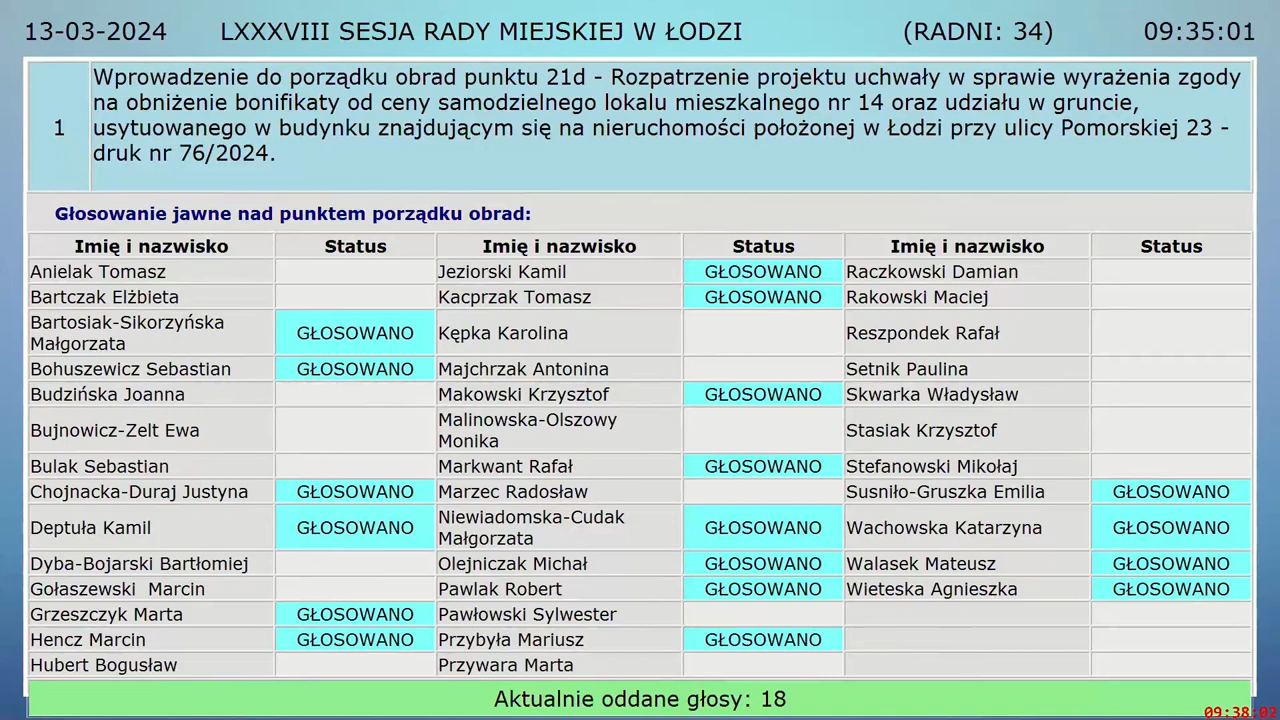 13-03-2024 LXXXVIII SESJA RADY MIEJSKIEJ W ŁODZI (RADNI: 34) 09:35:01
Wprowadzenie do porządku obrad punktu 21d - Rozpatrzenie projektu uchwały w sprawie wyrażenia zgody
na obniżenie bonifikaty od ceny samodzielnego lokalu mieszkalnego nr 14 oraz udziału w gruncie,
1 usytuowanego w budynku znajdującym się na nieruchomości położonej w Łodzi przy ulicy Pomorskiej 23 -
druk nr 76/2024.
Głosowanie jawne nad punktem porządku obrad:
Imię i nazwisko Status Imię i nazwisko Status Imię i nazwisko Status
Anielak Tomasz Jeziorski Kamil GŁOSOWANO Raczkowski Damian
Bartczak Elżbieta Kacprzak Tomasz GŁOSOWANO Rakowski Maciej
Bartosiak-Sikorzyńska
Małgorzata GŁOSOWANO Kępka Karolina Reszpondek Rafał
Bohuszewicz Sebastian GŁOSOWANO Majchrzak Antonina Setnik Paulina
Budzińska Joanna Makowski Krzysztof GŁOSOWANO Skwarka Władysław
Bujnowicz-Zelt Ewa Malinowska-Olszowy
Monika Stasiak Krzysztof
Bulak Sebastian Markwant Rafał GŁOSOWANO Stefanowski Mikołaj
Chojnacka-Duraj Justyna GŁOSOWANO Marzec Radosław Susniło-Gruszka Emilia GŁOSOWANO
Deptuła Kamil GŁOSOWANO Niewiadomska-Cudak
Małgorzata GŁOSOWANO Wachowska Katarzyna GŁOSOWANO
Dyba-Bojarski Bartłomiej Olejniczak Michał GŁOSOWANO Walasek Mateusz GŁOSOWANO
Gołaszewski Marcin Pawlak Robert GŁOSOWANO Wieteska Agnieszka GŁOSOWANO
Grzeszczyk Marta GŁOSOWANO Pawłowski Sylwester
Hencz Marcin GŁOSOWANO Przybyła Mariusz GŁOSOWANO
Hubert Bogusław Przywara Marta
Aktualnie oddane głosy: 18
09:38:02